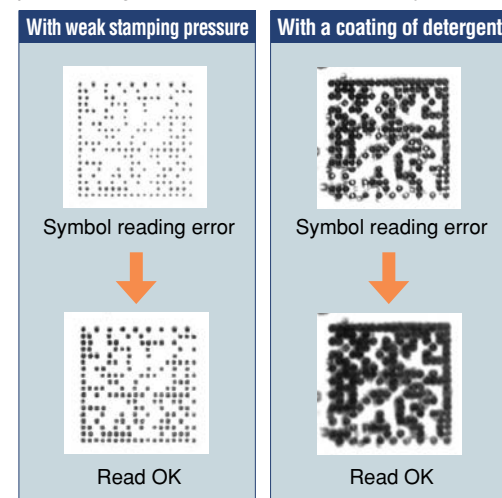 With weak stamping pressure
Symbol reading error
Read OK
With a coating of detergent
Symbol reading error
Read OK